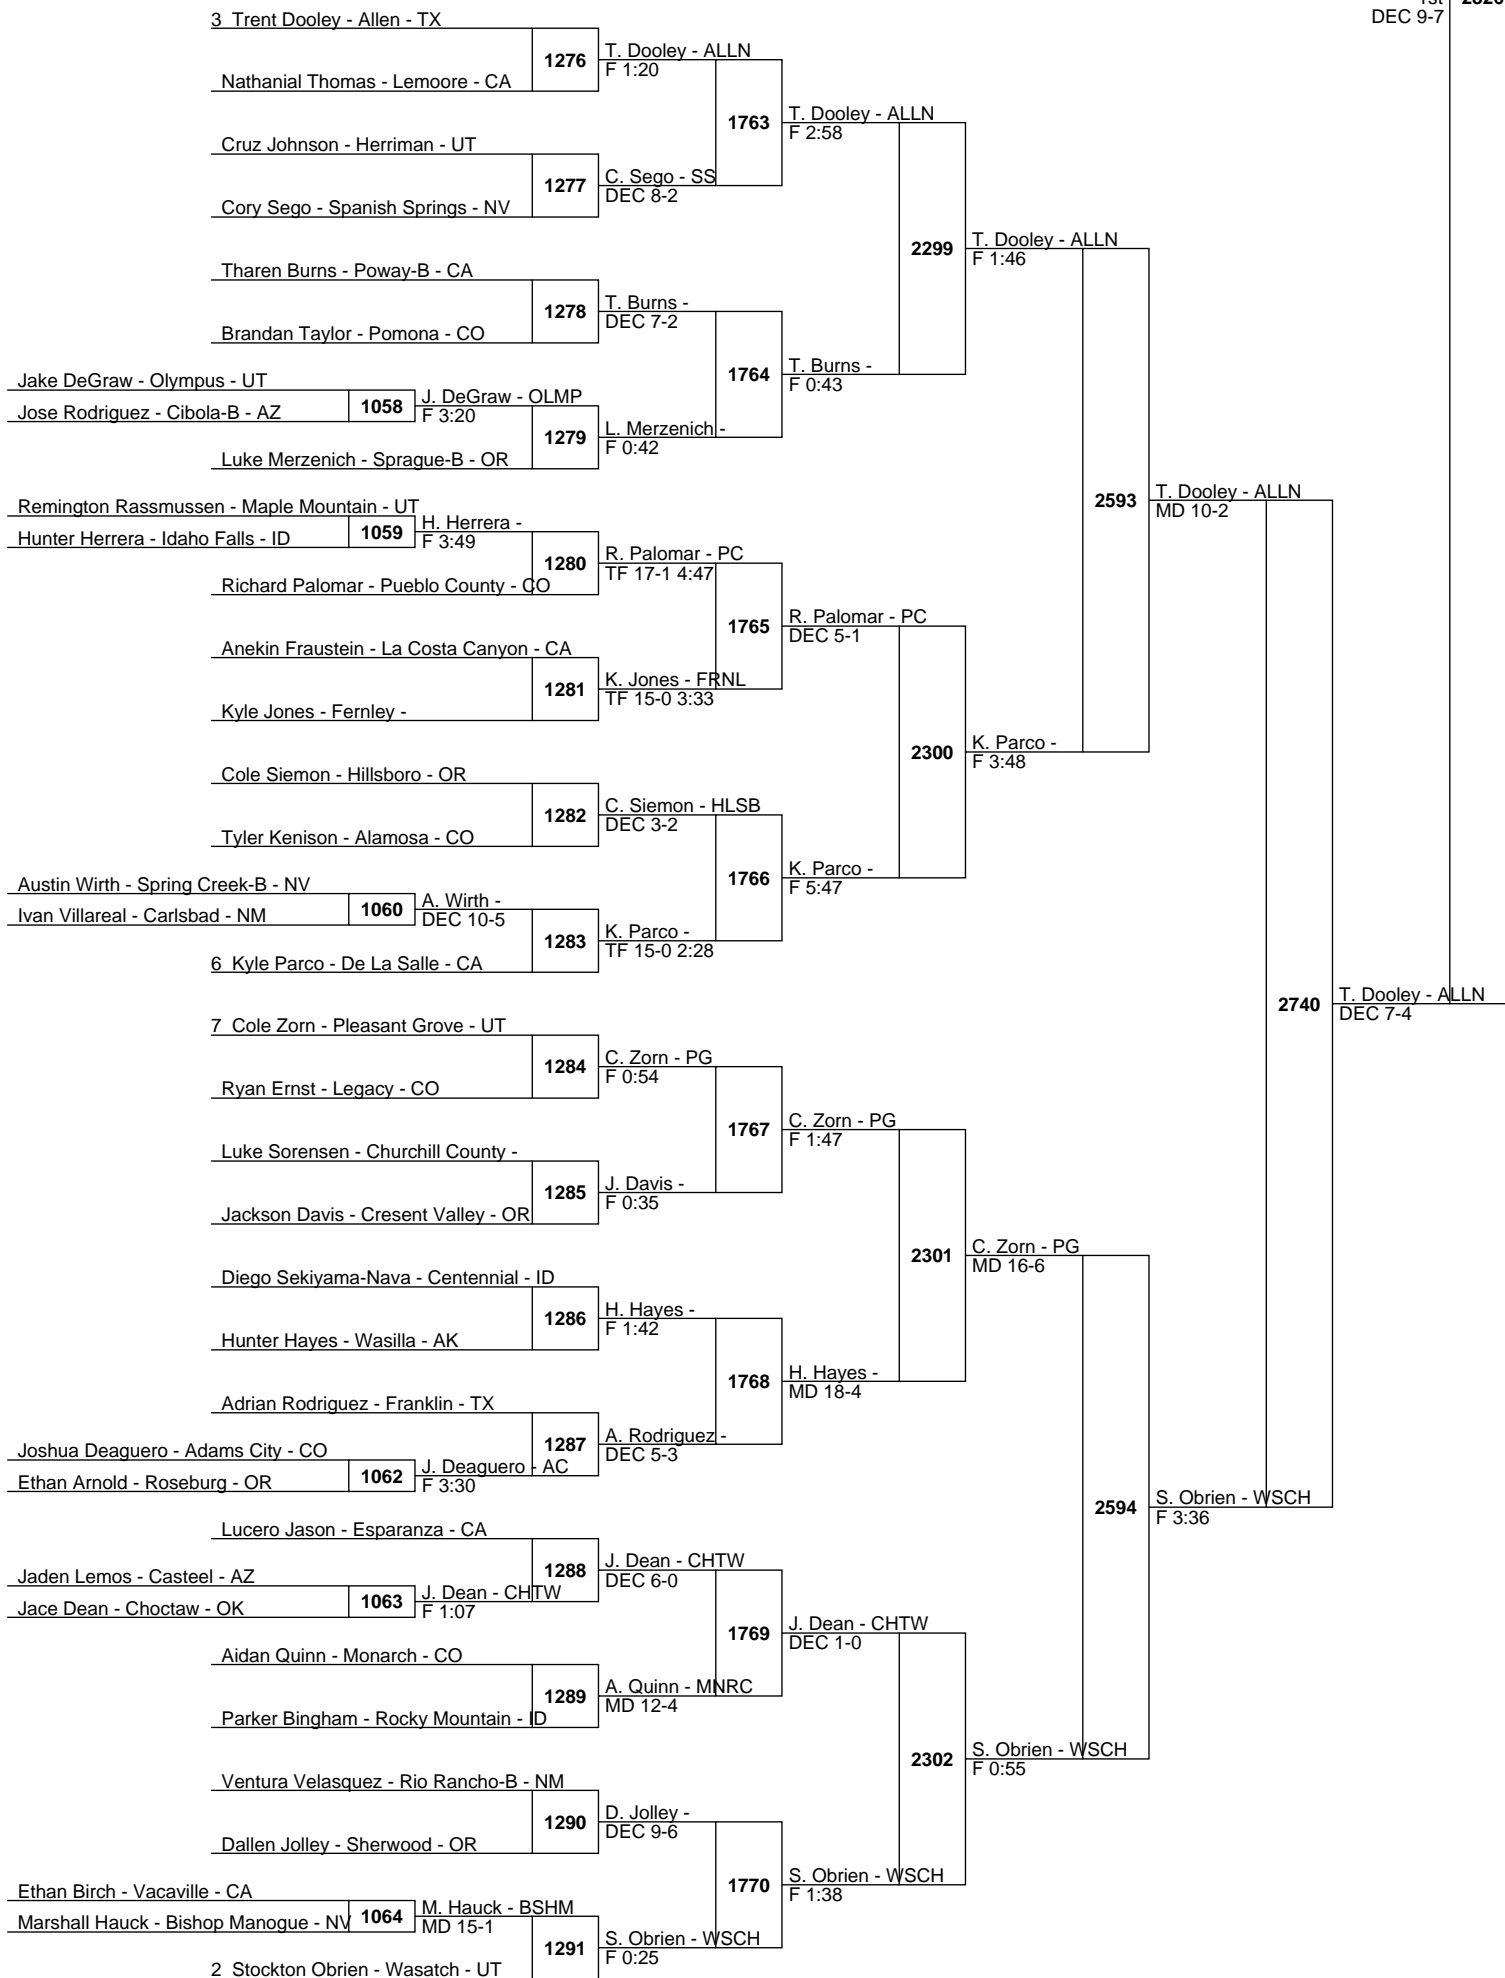 1st
DEC 9-7
3 Trent Dooley - Allen - TX
1276
T. Dooley - ALLN
F 1:20
Nathanial Thomas - Lemoore - CA
1763
T. Dooley - ALLN
F 2:58
Cruz Johnson - Herriman - UT
1277
C. Sego - SS
DEC 8-2
Cory Sego - Spanish Springs - NV
2299
T. Dooley - ALLN
F 1:46
Tharen Burns - Poway-B - CA
1278
T. Burns -
DEC 7-2
Brandan Taylor - Pomona - CO
1764
T. Burns -
F 0:43
Jake DeGraw - Olympus - UT
1058
J. DeGraw - OLMP
F 3:20
Jose Rodriguez - Cibola-B - AZ
1279
L. Merzenich -
F 0:42
Luke Merzenich - Sprague-B - OR
2593
T. Dooley - ALLN
MD 10-2
Remington Rassmussen - Maple Mountain - UT
1059
H. Herrera -
F 3:49
Hunter Herrera - Idaho Falls - ID
1280
R. Palomar - PC
TF 17-1 4:47
Richard Palomar - Pueblo County - CO
1765
R. Palomar - PC
DEC 5-1
Anekin Fraustein - La Costa Canyon - CA
1281
K. Jones - FRNL
TF 15-0 3:33
Kyle Jones - Fernley -
2300
K. Parco -
F 3:48
Cole Siemon - Hillsboro - OR
1282
C. Siemon - HLSB
DEC 3-2
Tyler Kenison - Alamosa - CO
1766
K. Parco -
F 5:47
Austin Wirth - Spring Creek-B - NV
1060
A. Wirth -
DEC 10-5
Ivan Villareal - Carlsbad - NM
1283
K. Parco -
TF 15-0 2:28
6 Kyle Parco - De La Salle - CA
2740
T. Dooley - ALLN
DEC 7-4
7 Cole Zorn - Pleasant Grove - UT
1284
C. Zorn - PG
F 0:54
Ryan Ernst - Legacy - CO
1767
C. Zorn - PG
F 1:47
Luke Sorensen - Churchill County -
1285
J. Davis -
F 0:35
Jackson Davis - Cresent Valley - OR
2301
C. Zorn - PG
MD 16-6
Diego Sekiyama-Nava - Centennial - ID
1286
H. Hayes -
F 1:42
Hunter Hayes - Wasilla - AK
1768
H. Hayes -
MD 18-4
Adrian Rodriguez - Franklin - TX
1287
A. Rodriguez -
DEC 5-3
Joshua Deaguero - Adams City - CO
1062
J. Deaguero - AC
F 3:30
Ethan Arnold - Roseburg - OR
2594
S. Obrien - WSCH
F 3:36
Lucero Jason - Esparanza - CA
1288
J. Dean - CHTW
DEC 6-0
Jaden Lemos - Casteel - AZ
1063
J. Dean - CHTW
F 1:07
Jace Dean - Choctaw - OK
1769
J. Dean - CHTW
DEC 1-0
Aidan Quinn - Monarch - CO
1289
A. Quinn - MNRC
MD 12-4
Parker Bingham - Rocky Mountain - ID
2302
S. Obrien - WSCH
F 0:55
Ventura Velasquez - Rio Rancho-B - NM
1290
D. Jolley -
DEC 9-6
Dallen Jolley - Sherwood - OR
1770
S. Obrien - WSCH
F 1:38
Ethan Birch - Vacaville - CA
1064
M. Hauck - BSHM
MD 15-1
Marshall Hauck - Bishop Manogue - NV
1291
S. Obrien - WSCH
F 0:25
2 Stockton Obrien - Wasatch - UT